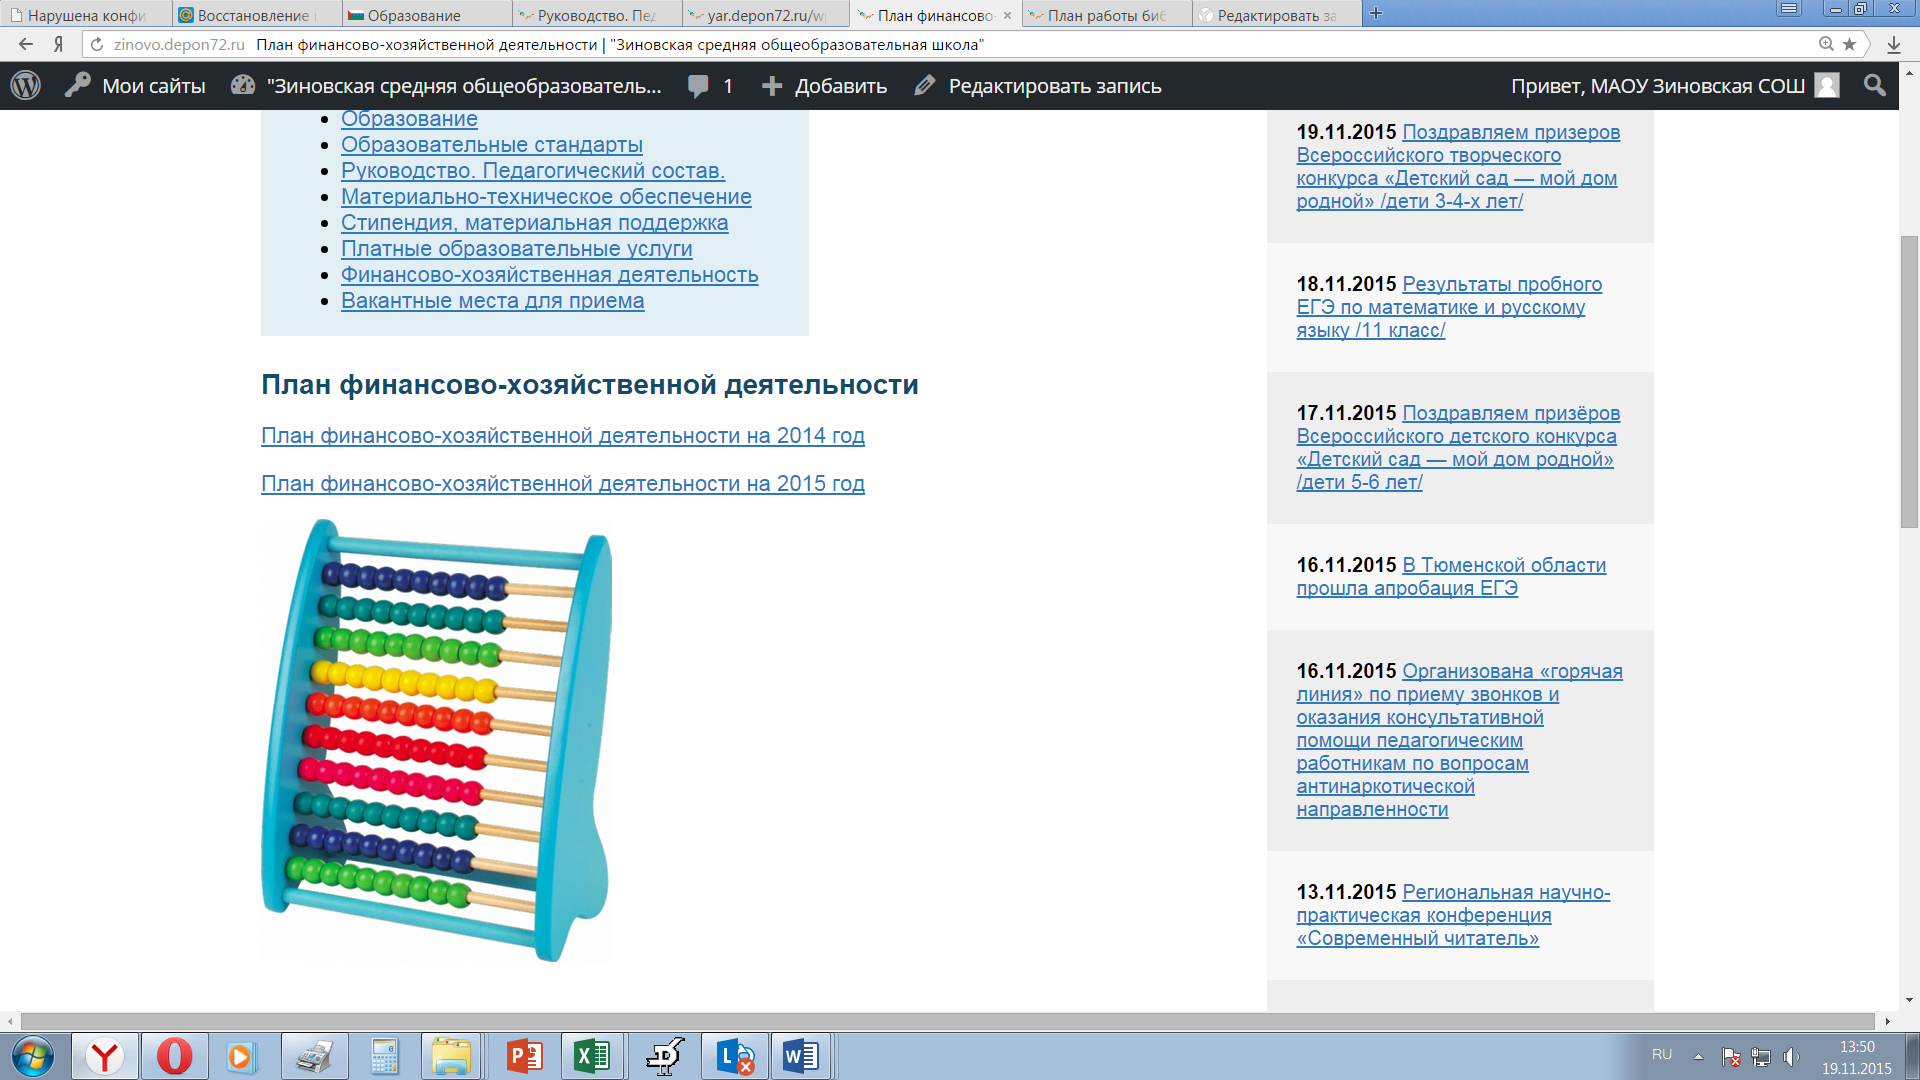 Нарушена конфи
Восстановление
Образование
Руководство. Пед
yar.depon72.ru/w
План финансово-
План работы биб
Редактировать за
Я
zinovo.depon72.ru План финансово-хозяйственной деятельности | "Зиновская средняя общеобразовательная школа"
Мои сайты
"Зиновская средняя общеобразователь...
1
Добавить
Редактировать запись
Привет, МАОУ Зиновская СОШ
Образование
Образовательные стандарты
Руководство. Педагогический состав.
Материально-техническое обеспечение
Стипендия, материальная поддержка
Платные образовательные услуги
Финансово-хозяйственная деятельность
Вакантные места для приема
План финансово-хозяйственной деятельности
План финансово-хозяйственной деятельности на 2014 год
План финансово-хозяйственной деятельности на 2015 год
19.11.2015 Поздравляем призеров
Всероссийского творческого
конкурса «Детский сад — мой дом
родной» /дети 3-4-х лет/
18.11.2015 Результаты пробного
ЕГЭ по математике и русскому
языку /11 класс/
17.11.2015 Поздравляем призёров
Всероссийского детского конкурса
«Детский сад — мой дом родной»
/дети 5-6 лет/
16.11.2015 В Тюменской области
прошла апробация ЕГЭ
16.11.2015 Организована «горячая
линия» по приему звонков и
оказания консультативной
помощи педагогическим
работникам по вопросам
антинаркотической
направленности
13.11.2015 Региональная научно-
практическая конференция
«Современный читатель»
RU
13:50
19.11.2015